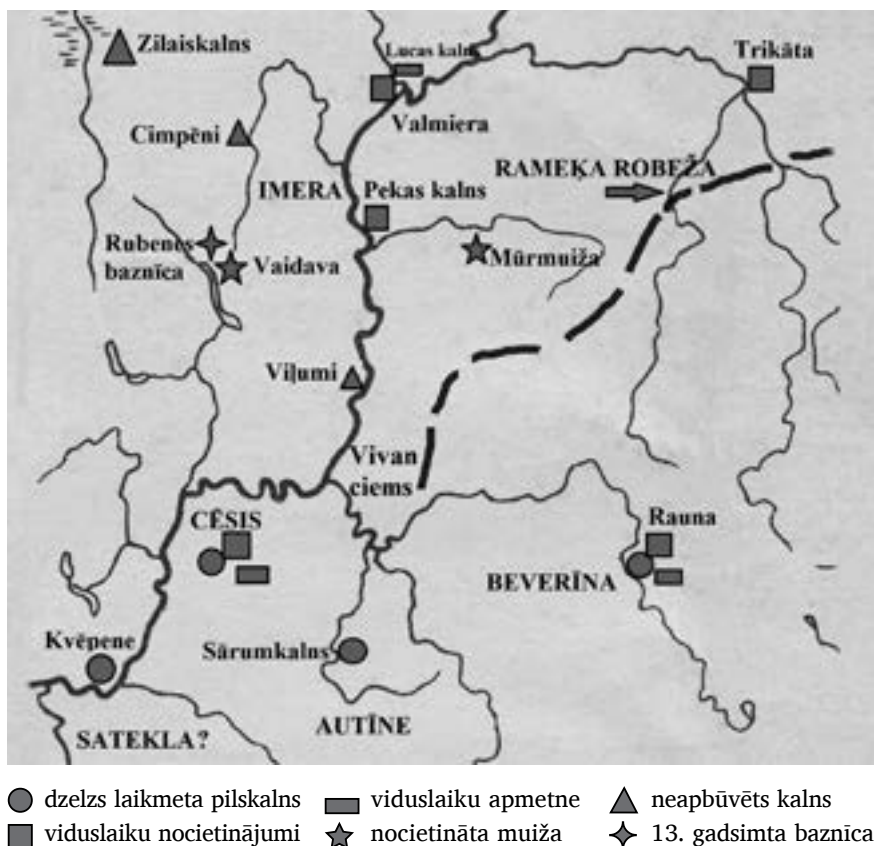 Zilaiskalns
Lucas kalns
Trikāta
Valmiera
Cimpēni
RAMEĶA ROBEŽA
IMERA
Pekas kalns
Rubenes
baznīca
Vaidava
Mūrmuiža
Viļumi
Vivan
ciems
CĒSIS
Rauna
BEVERĪNA
Kvēpene
Sārumkalns
AUTĪNE
SATEKLA?
dzelzs laikmeta pilskalns
viduslaiku apmetne
neapbūvēts kalns
viduslaiku nocietinājumi
nocietināta muiža
13. gadsimta baznīca